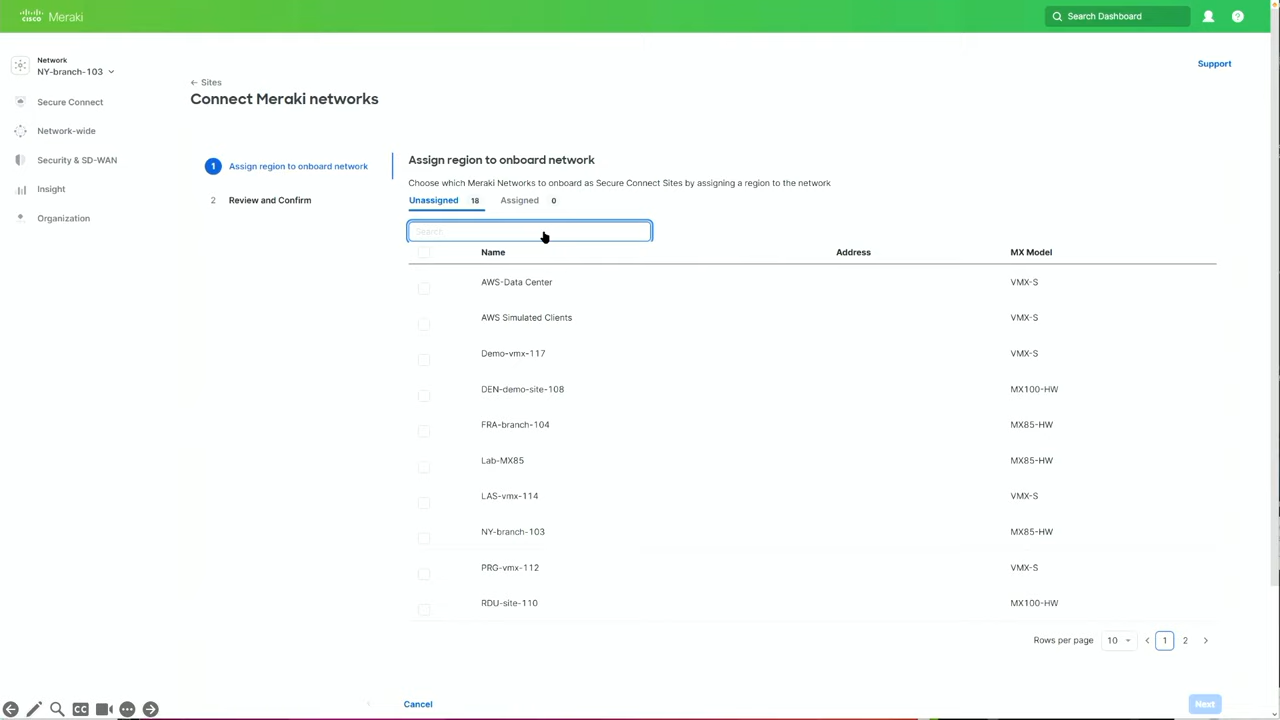 cisco Meraki
Search Dashboard
Network
NY-branch-103
Secure Connect
Network-wide
Security & SD-WAN
Insight
Organization
Support
← Sites
Connect Meraki networks
1 Assign region to onboard network
2 Review and Confirm
Assign region to onboard network
Choose which Meraki Networks to onboard as Secure Connect Sites by assigning a region to the network
Unassigned 18 Assigned 0
Search
Name Address MX Model
AWS-Data Center VMX-S
AWS Simulated Clients VMX-S
Demo-vmx-117 VMX-S
DEN-demo-site-108 MX100-HW
FRA-branch-104 MX85-HW
Lab-MX85 MX85-HW
LAS-vmx-114 VMX-S
NY-branch-103 MX85-HW
PRG-vmx-112 VMX-S
RDU-site-110 MX100-HW
Rows per page 10 1 2
Cancel
Next
CC